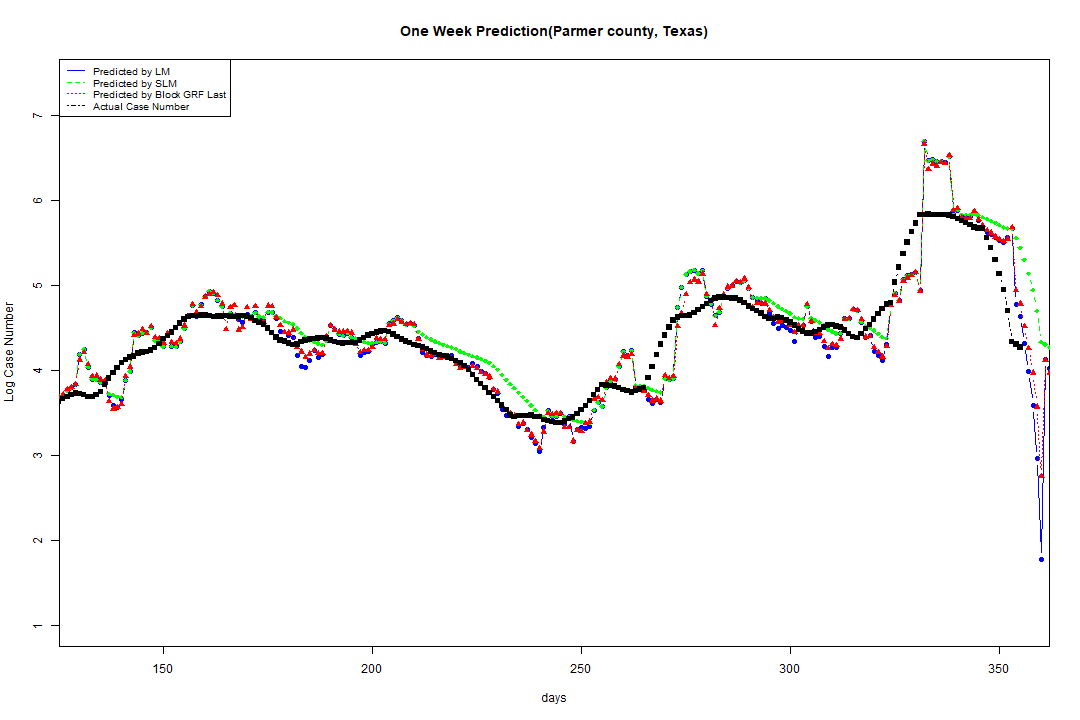 One Week Prediction(Parmer county, Texas)
Predicted by LM
Predicted by SLM
Predicted by Block GRF Last
Actual Case Number
7
6
5
4
3
2
1
Log Case Number
150 200 250 300 350
days